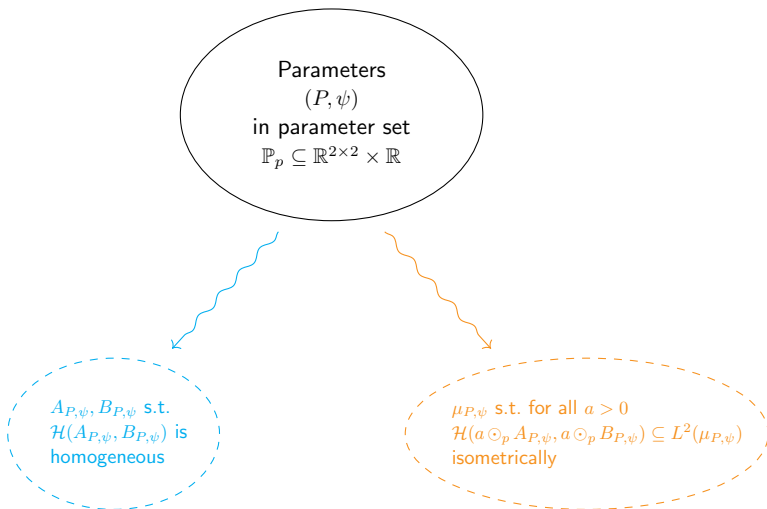 Parameters
(P, ψ)
in parameter set
ℙ_p ⊆ ℝ^{2×2} × ℝ
A_{P,ψ}, B_{P,ψ} s.t.
ℋ(A_{P,ψ}, B_{P,ψ}) is
homogeneous
μ_{P,ψ} s.t. for all a > 0
ℋ(a ⊙_p A_{P,ψ}, a ⊙_p B_{P,ψ}) ⊆ L^2(μ_{P,ψ})
isometrically